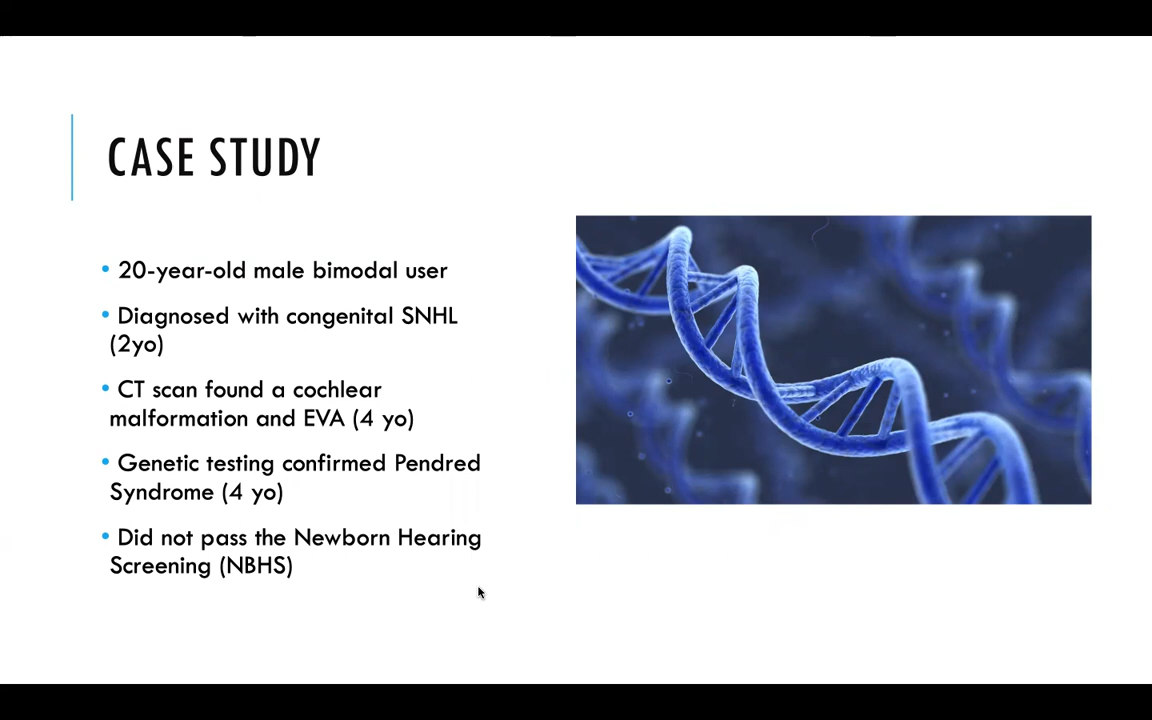 CASE STUDY
• 20-year-old male bimodal user
• Diagnosed with congenital SNHL
(2yo)
• CT scan found a cochlear
malformation and EVA (4 yo)
• Genetic testing confirmed Pendred
Syndrome (4 yo)
• Did not pass the Newborn Hearing
Screening (NBHS)